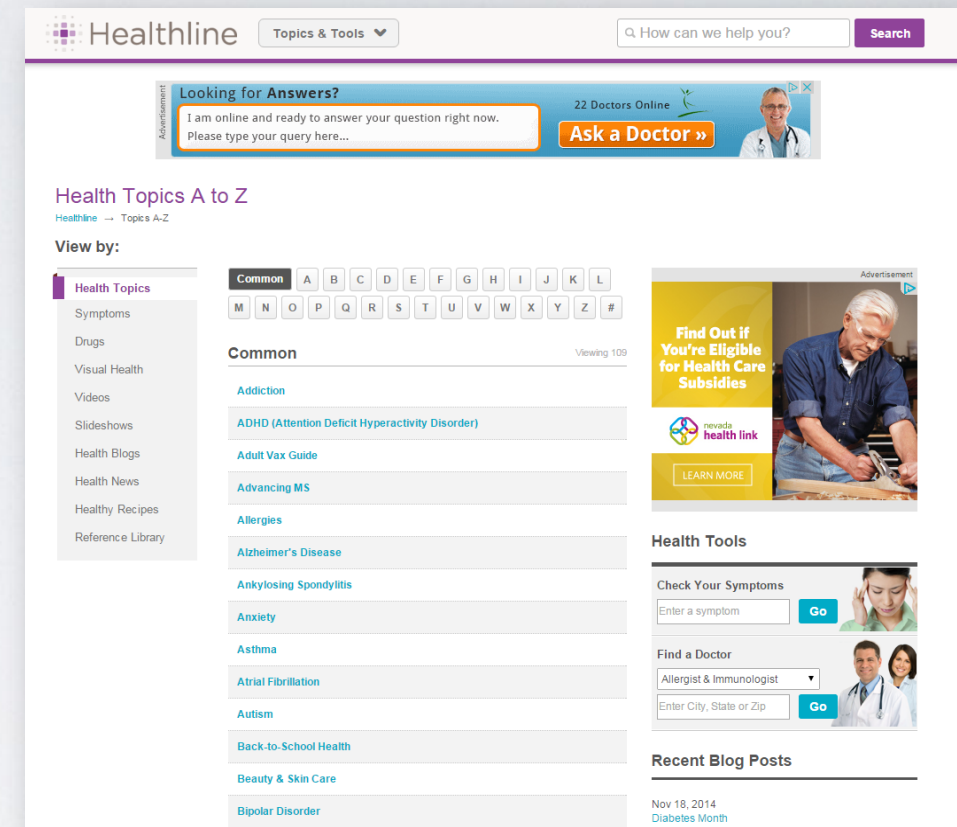 Healthline
Topics & Tools
How can we help you?
Search
Advertisement
Looking for Answers?
I am online and ready to answer your question right now.
Please type your query here...
22 Doctors Online
Ask a Doctor »
Health Topics A to Z
Healthline → Topics A-Z
View by:
Health Topics
Symptoms
Drugs
Visual Health
Videos
Slideshows
Health Blogs
Health News
Healthy Recipes
Reference Library
Common A B C D E F G H I J K L
M N O P Q R S T U V W X Y Z #
Common
Viewing 109
Addiction
ADHD (Attention Deficit Hyperactivity Disorder)
Adult Vax Guide
Advancing MS
Allergies
Alzheimer's Disease
Ankylosing Spondylitis
Anxiety
Asthma
Atrial Fibrillation
Autism
Back-to-School Health
Beauty & Skin Care
Bipolar Disorder
Advertisement
Find Out if
You're Eligible
for Health Care
Subsidies
nevada
health link
LEARN MORE
Health Tools
Check Your Symptoms
Enter a symptom
Go
Find a Doctor
Allergist & Immunologist
Enter City, State or Zip
Go
Recent Blog Posts
Nov 18, 2014
Diabetes Month